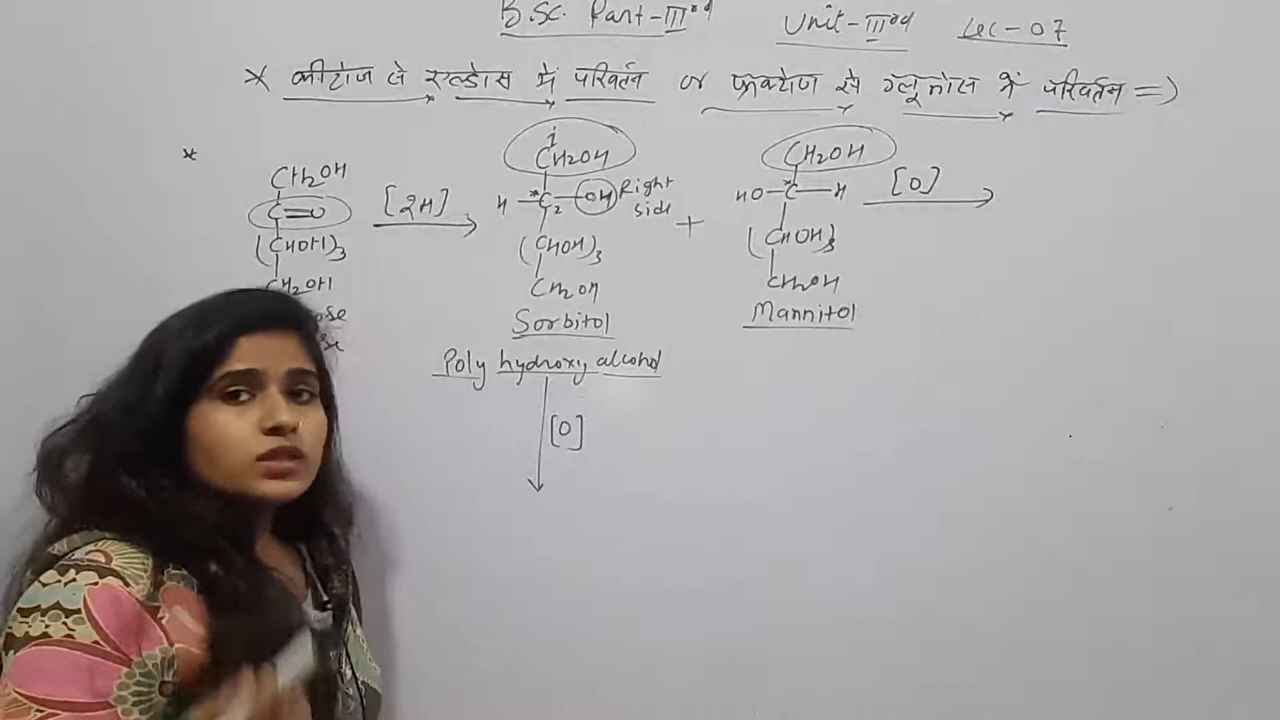 B.Sc. Part-IIIrd Unit-IIIrd Lec-07
* कीटोज से एल्डोस में परिवर्तन or फ्रक्टोज से ग्लूकोस में परिवर्तन =>
*
CH2OH
C=O
(CHOH)3
CH2OH
[2H]
1
CH2OH
H *C2 OH Right side
(CHOH)3
CH2OH
Sorbitol
Poly hydroxy alcohol
[O]
+
CH2OH
HO-*C-H
(CHOH)3
CH2OH
Mannitol
[O]